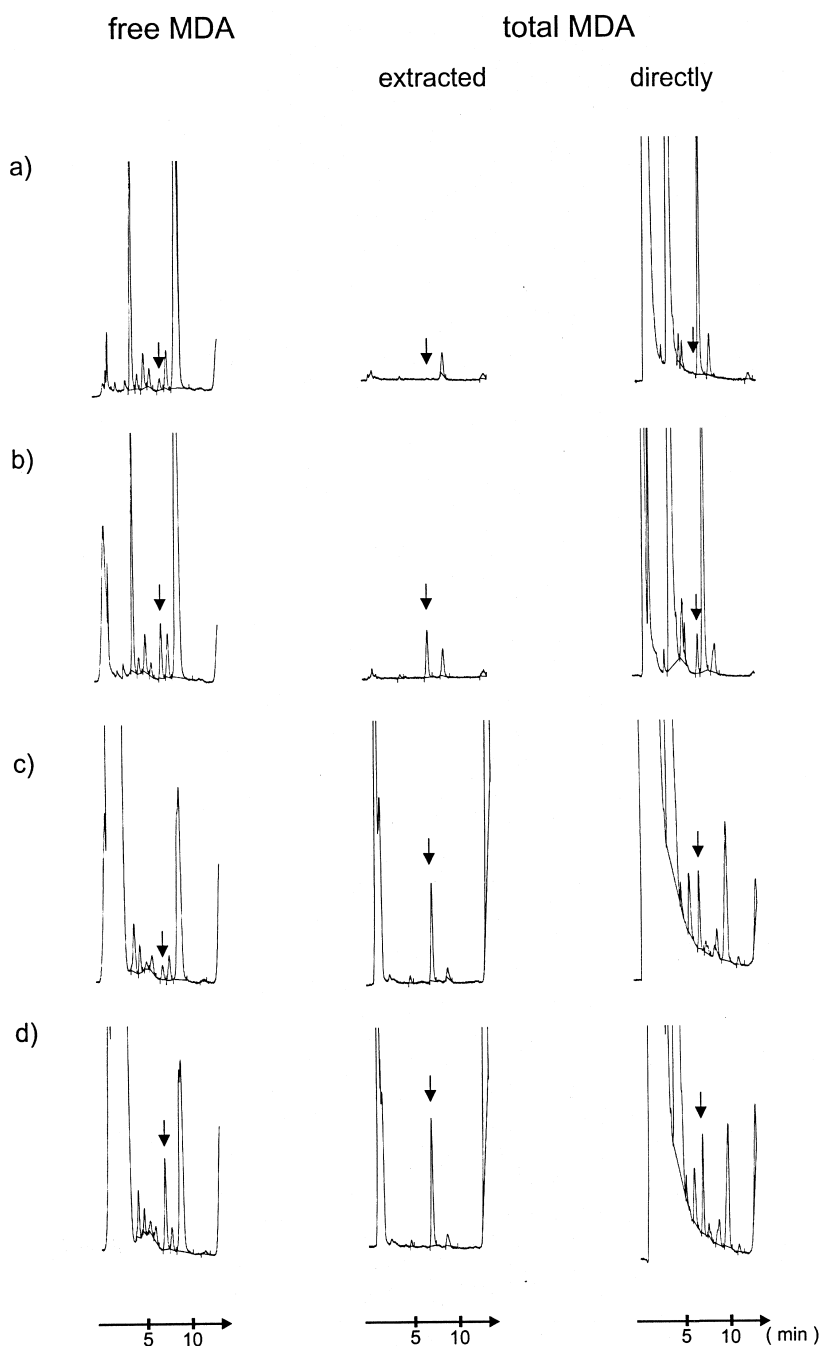 free MDA
total MDA
extracted
directly
a)
b)
c)
d)
5 10
5 10
5 10 ( min )